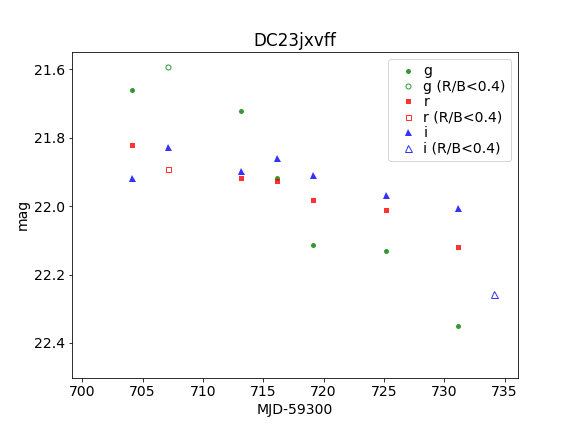 DC23jxvff
21.6
21.8
22.0
22.2
22.4
mag
g
g (R/B<0.4)
r
r (R/B<0.4)
i
i (R/B<0.4)
700 705 710 715 720 725 730 735
MJD-59300